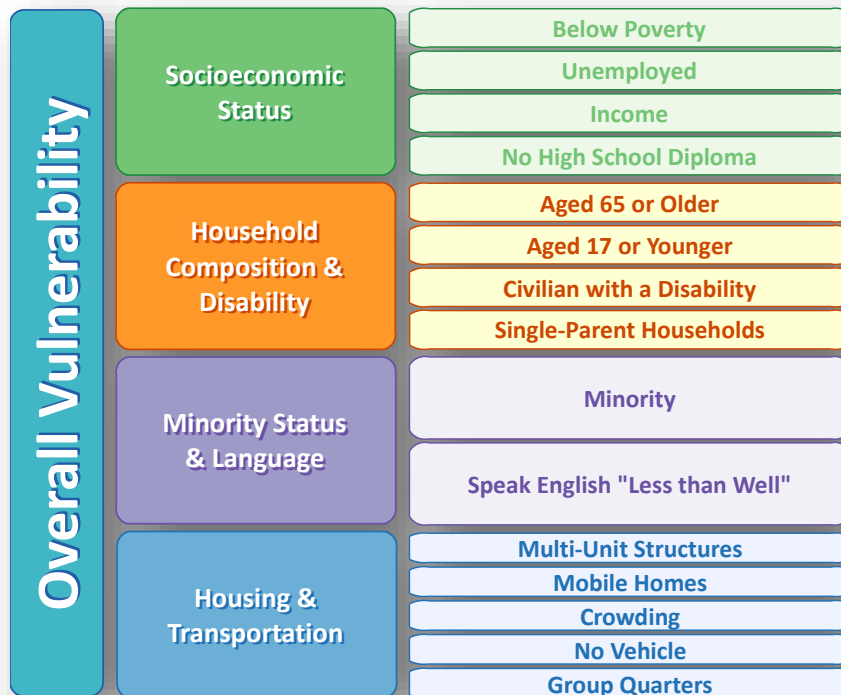 Overall Vulnerability
Socioeconomic
Status
Below Poverty
Unemployed
Income
No High School Diploma
Household
Composition &
Disability
Aged 65 or Older
Aged 17 or Younger
Civilian with a Disability
Single-Parent Households
Minority Status
& Language
Minority
Speak English "Less than Well"
Housing &
Transportation
Multi-Unit Structures
Mobile Homes
Crowding
No Vehicle
Group Quarters